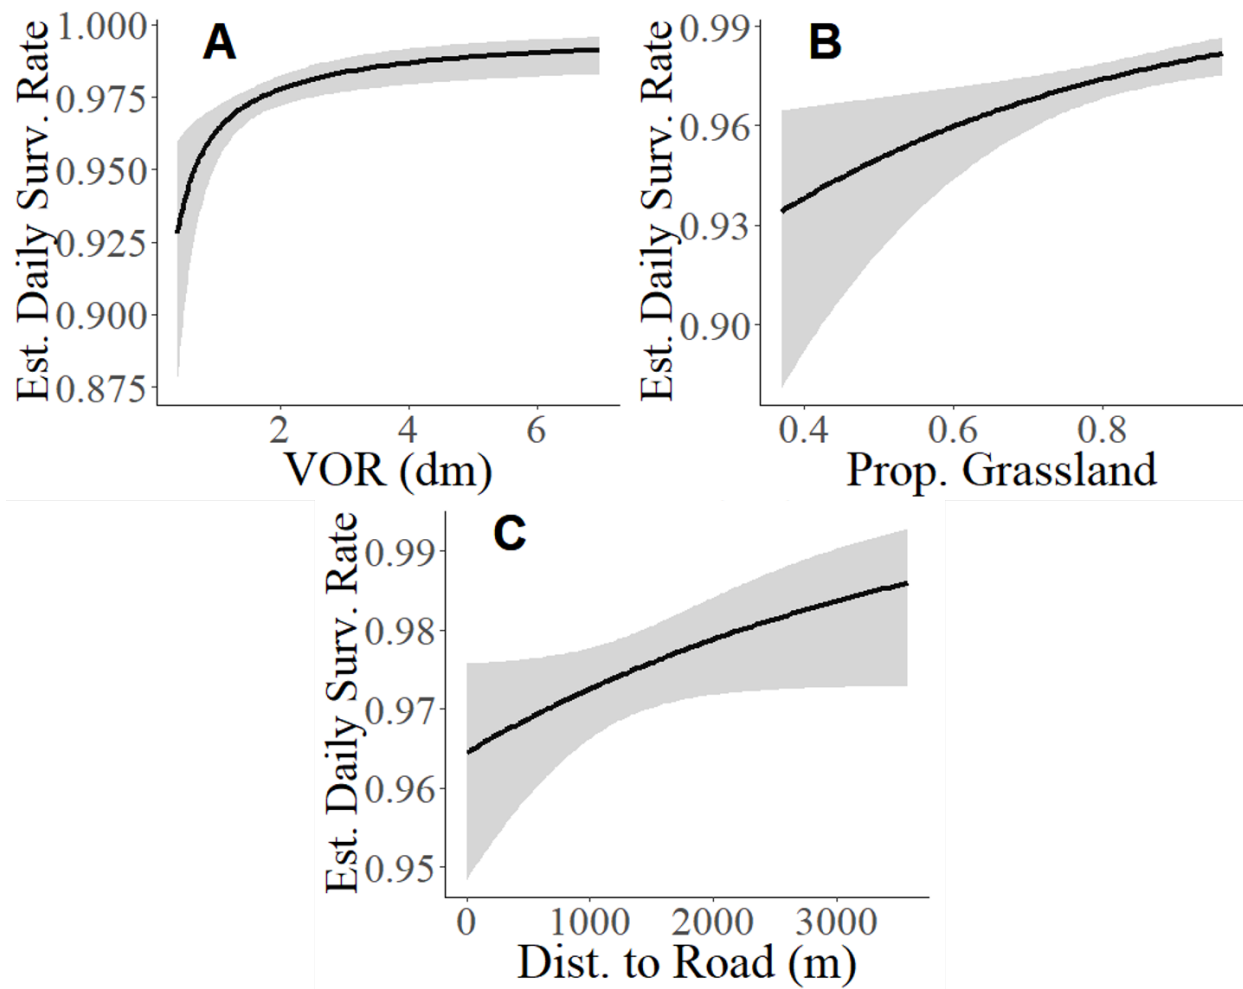 A
Est. Daily Surv. Rate
1.000
0.975
0.950
0.925
0.900
0.875
2 4 6
VOR (dm)
B
Est. Daily Surv. Rate
0.99
0.96
0.93
0.90
0.4 0.6 0.8
Prop. Grassland
C
Est. Daily Surv. Rate
0.99
0.98
0.97
0.96
0.95
0 1000 2000 3000
Dist. to Road (m)